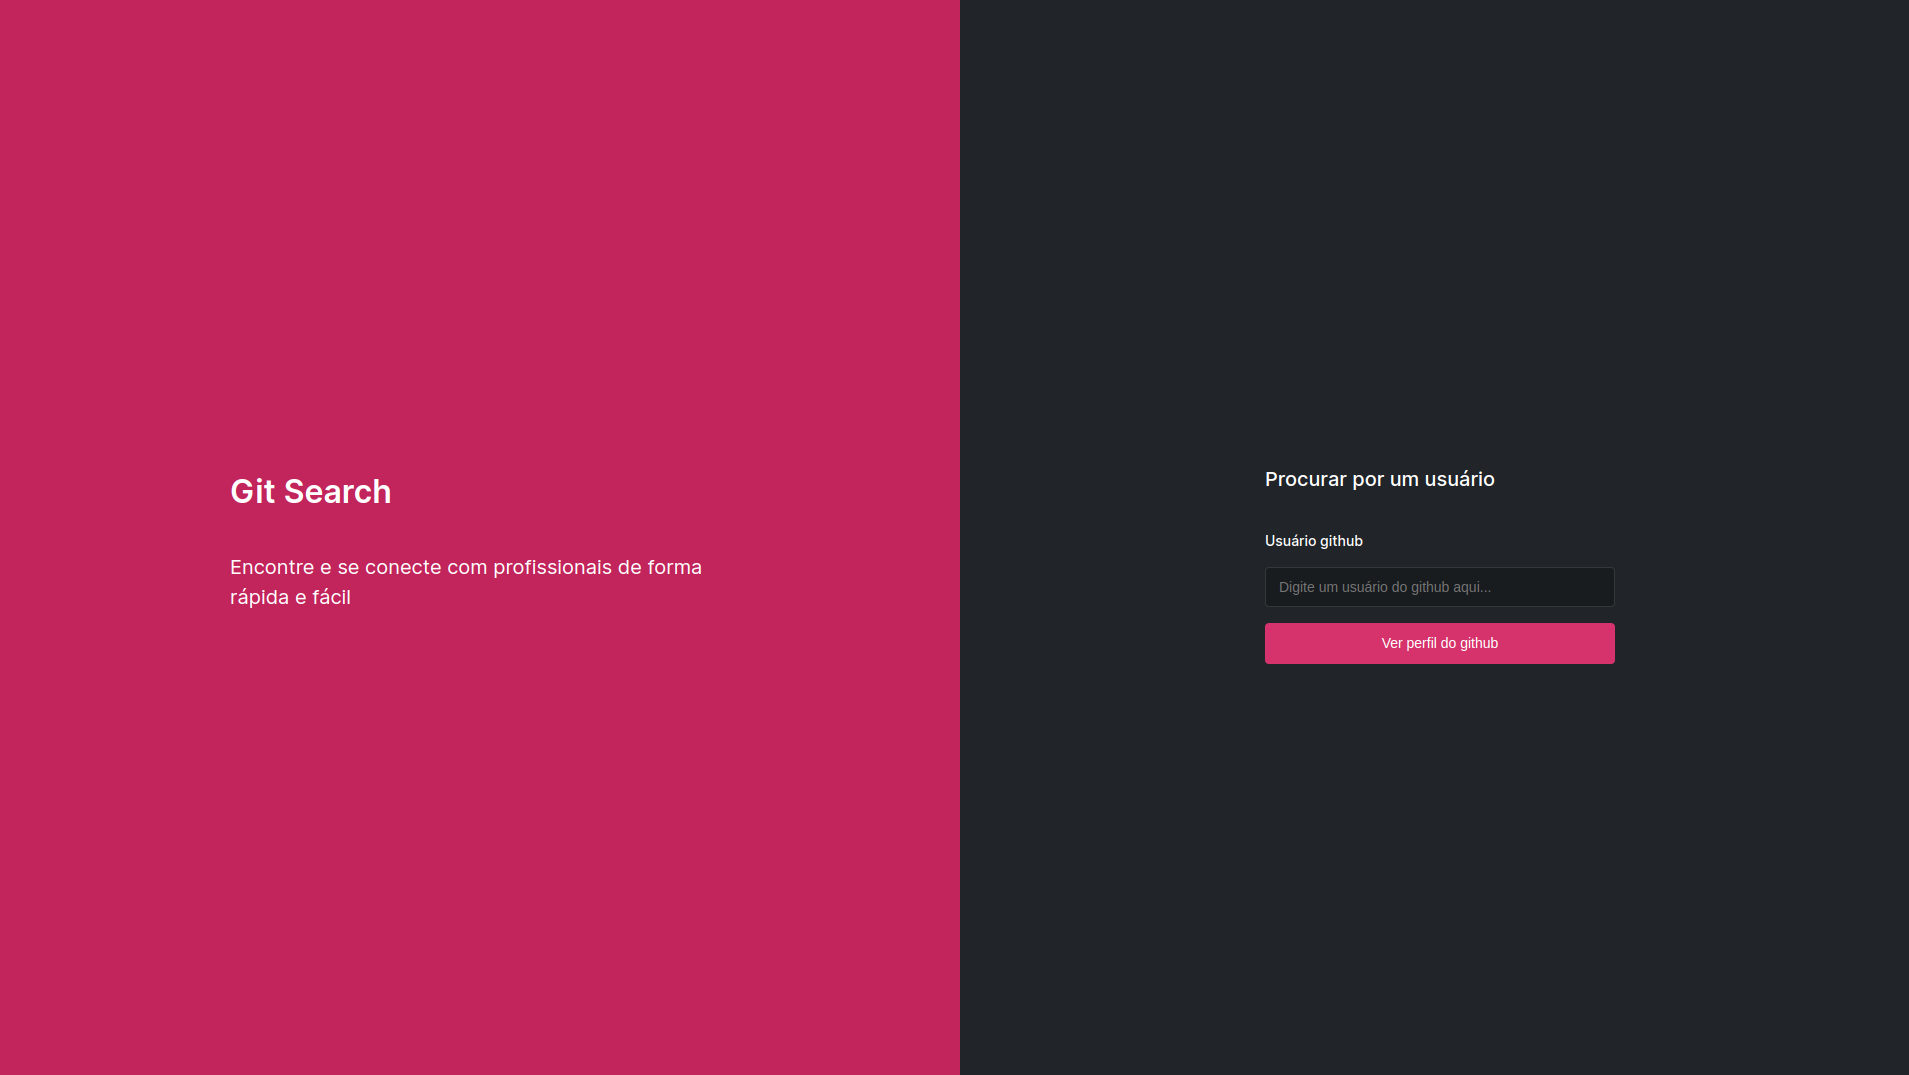 Git Search
Encontre e se conecte com profissionais de forma
rápida e fácil
Procurar por um usuário
Usuário github
Digite um usuário do github aqui...
Ver perfil do github